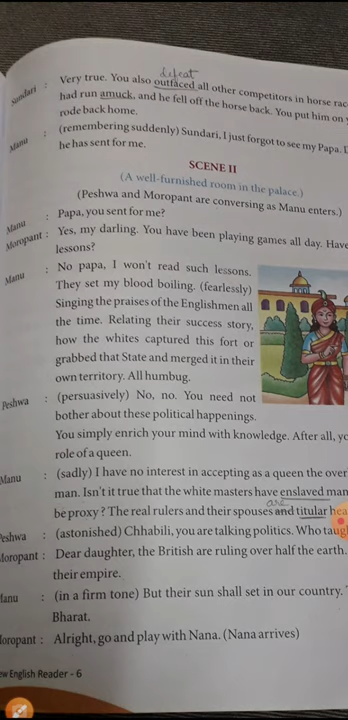 defeat
Sundari : Very true. You also outfaced all other competitors in horse rac
had run amuck, and he fell off the horse back. You put him on
rode back home.
Manu : (remembering suddenly) Sundari, I just forgot to see my Papa.
he has sent for me.
SCENE II
(A well-furnished room in the palace.)
(Peshwa and Moropant are conversing as Manu enters.)
Manu : Papa, you sent for me?
Moropant : Yes, my darling. You have been playing games all day. Have
lessons?
Manu : No papa, I won't read such lessons.
They set my blood boiling. (fearlessly)
Singing the praises of the Englishmen all
the time. Relating their success story,
how the whites captured this fort or
grabbed that State and merged it in their
own territory. All humbug.
Peshwa : (persuasively) No, no. You need not
bother about these political happenings.
You simply enrich your mind with knowledge. After all, yo
role of a queen.
Manu : (sadly) I have no interest in accepting as a queen the over
man. Isn't it true that the white masters have enslaved man
are
be proxy ? The real rulers and their spouses and titular hea
Peshwa : (astonished) Chhabili, you are talking politics. Who taug
Moropant : Dear daughter, the British are ruling over half the earth.
their empire.
Manu : (in a firm tone) But their sun shall set in our country.
Bharat.
Moropant : Alright, go and play with Nana. (Nana arrives)
ew English Reader - 6